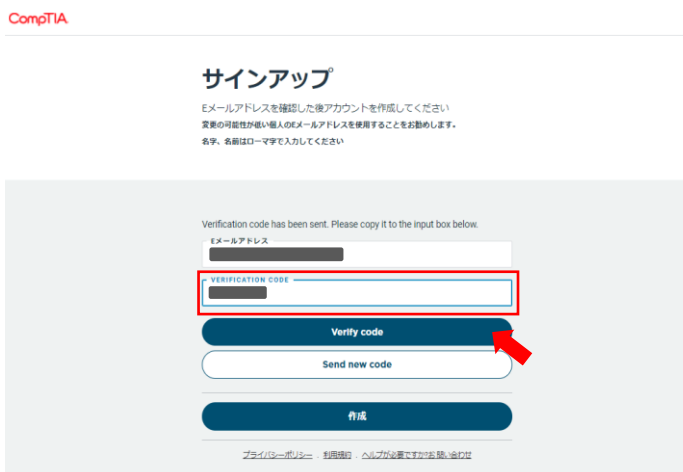 CompTIA
サインアップ
Eメールアドレスを確認した後アカウントを作成してください
変更の可能性が低い個人のEメールアドレスを使用することをお勧めします。
名字、名前はローマ字で入力してください
Verification code has been sent. Please copy it to the input box below.
Eメールアドレス
VERIFICATION CODE
Verify code
Send new code
作成
プライバシーポリシー . 利用規約 . ヘルプが必要ですか?お問い合わせ